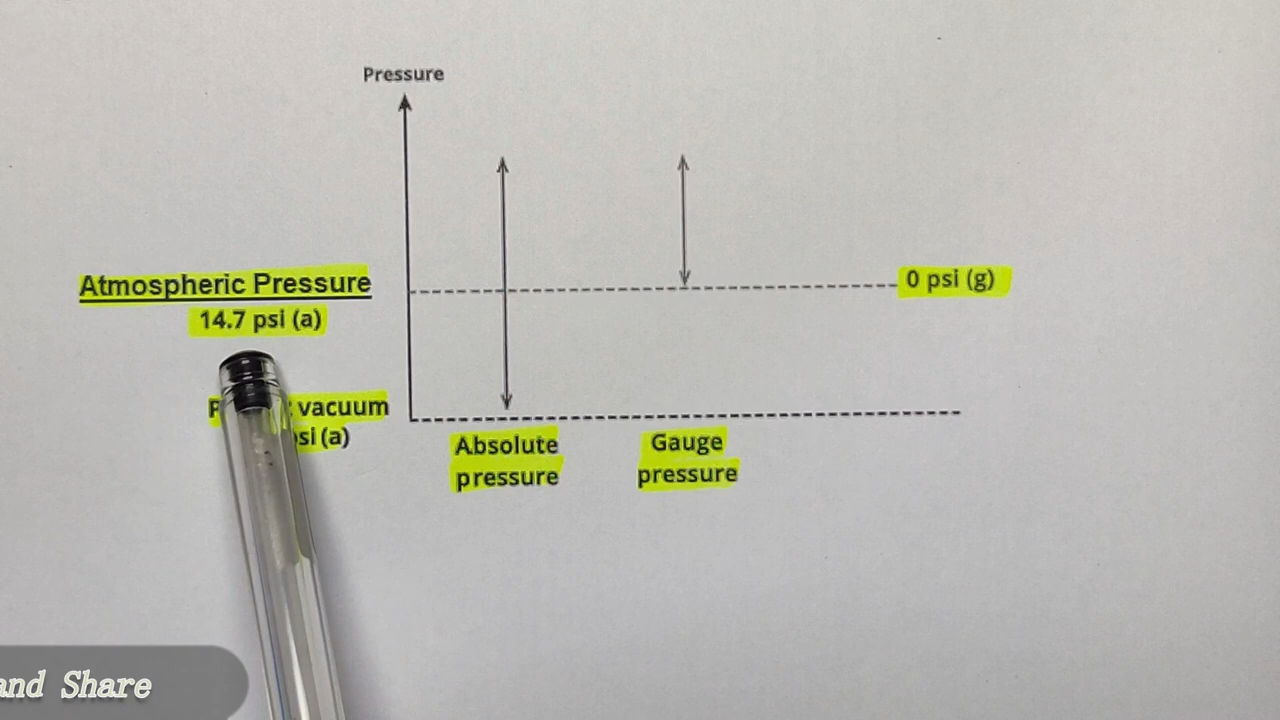 Pressure
Atmospheric Pressure
0 psi (g)
14.7 psi (a)
vacuum
(a)
Absolute
pressure
Gauge
pressure
and Share